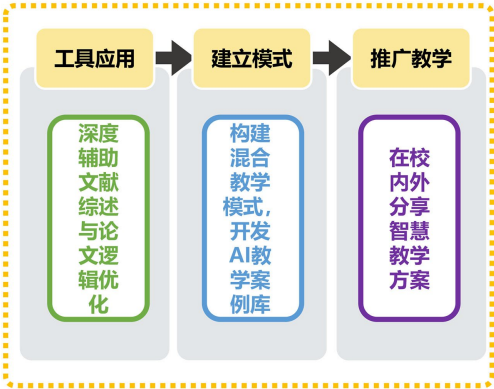 工具应用
建立模式
推广教学
深度
辅助
文献
综述
与论
文逻
辑优
化
构建
混合
教学
模式，
开发
AI教
学案
例库
在校
内外
分享
智慧
教学
方案